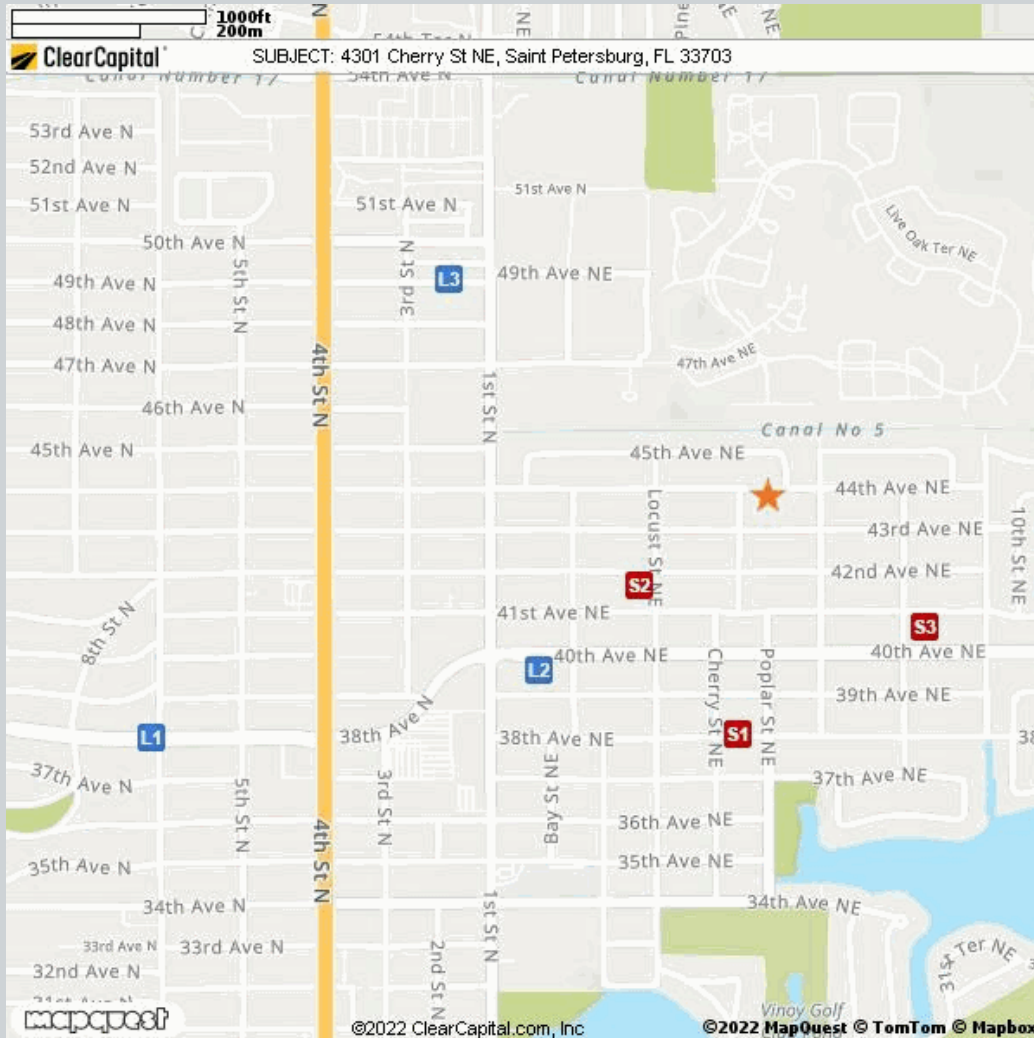 1000ft
200m
N
NE
NE
NE
54th Ter N
ClearCapital
SUBJECT: 4301 Cherry St NE, Saint Petersburg, FL 33703
Canal Number 17
54th Ave N
Canal Number 17
53rd Ave N
52nd Ave N
51st Ave N
51st Ave N
51st Ave N
50th Ave N
Live Oak Ter NE
49th Ave N
5th St N
3rd St N
L3
49th Ave NE
48th Ave N
47th Ave N
4th St N
47th Ave NE
46th Ave N
1st St N
Canal No 5
45th Ave N
45th Ave NE
44th Ave NE
Locust St NE
43rd Ave NE
10th St NE
42nd Ave NE
S2
41st Ave NE
S3
8th St N
40th Ave NE
40th Ave NE
L2
Cherry St NE
Poplar St NE
39th Ave NE
L1
38th Ave N
38th Ave NE
S1
38
37th Ave N
37th Ave NE
5th St N
4th St N
3rd St N
Bay St NE
36th Ave NE
35th Ave N
35th Ave NE
34th Ave N
34th Ave NE
1st St N
33rd Ave N
33rd Ave N
2nd St N
31st Ter NE
32nd Ave N
31st Ave N
Vinoy Golf
mapquest
©2022 ClearCapital.com, Inc
©2022 MapQuest © TomTom © Mapbox